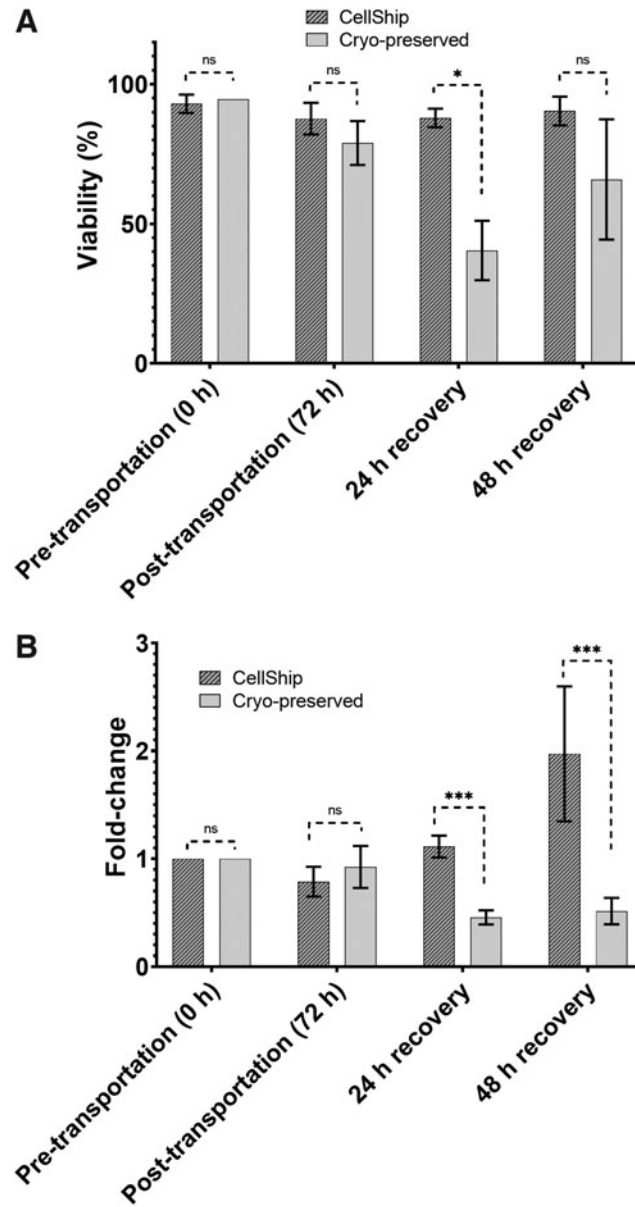 A
CellShip
Cryo-preserved
ns
ns
*
ns
100
50
0
Viability (%)
Pre-transportation (0 h)
Post-transportation (72 h)
24 h recovery
48 h recovery
B
CellShip
Cryo-preserved
ns
ns
***
***
3
2
1
0
Fold-change
Pre-transportation (0 h)
Post-transportation (72 h)
24 h recovery
48 h recovery